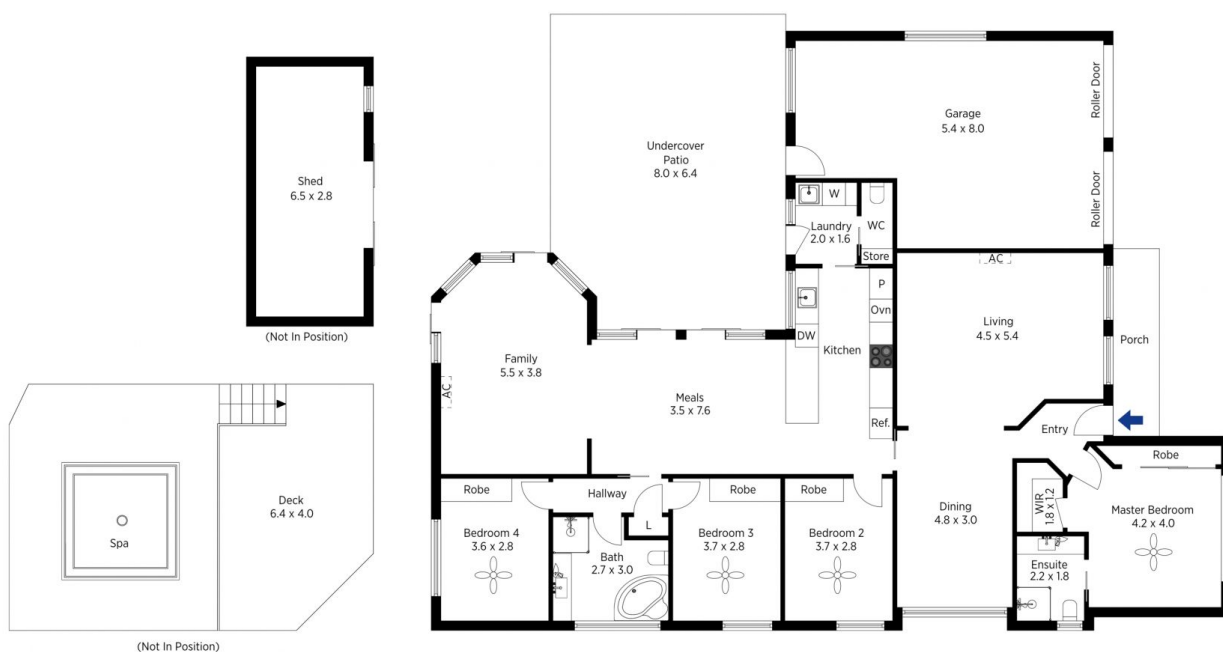 Shed
6.5 x 2.8
(Not In Position)
Deck
6.4 x 4.0
Spa
(Not In Position)
Undercover
Patio
8.0 x 6.4
Garage
5.4 x 8.0
Roller Door
Roller Door
W
Laundry
2.0 x 1.6
WC
Store
P
Ovn
DW
Kitchen
Ref.
AC
Living
4.5 x 5.4
Porch
Entry
Family
5.5 x 3.8
AC
Meals
3.5 x 7.6
Robe
Hallway
Robe
Robe
L
Bedroom 4
3.6 x 2.8
Bath
2.7 x 3.0
Bedroom 3
3.7 x 2.8
Bedroom 2
3.7 x 2.8
Dining
4.8 x 3.0
WIR
1.8 x 1.2
Robe
Master Bedroom
4.2 x 4.0
Ensuite
2.2 x 1.8